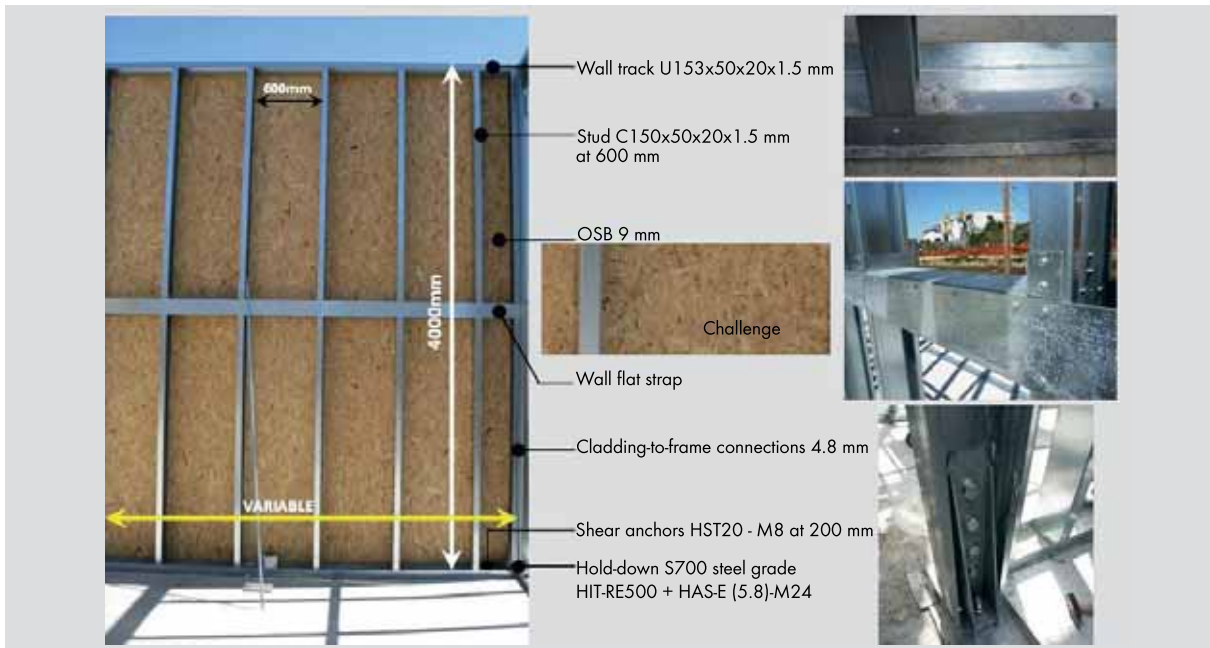 Wall track U153x50x20x1.5 mm
600mm
Stud C150x50x20x1.5 mm
at 600 mm
OSB 9 mm
4000mm
Challenge
Wall flat strap
Cladding-to-frame connections 4.8 mm
VARIABLE
Shear anchors HST20 - M8 at 200 mm
Hold-down S700 steel grade
HIT-RE500 + HAS-E (5.8)-M24